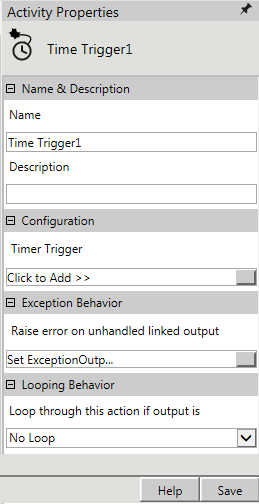 Activity Properties
Time Trigger1
Name & Description
Name
Time Trigger1
Description
Configuration
Timer Trigger
Click to Add >>
Exception Behavior
Raise error on unhandled linked output
Set ExceptionOutp...
Looping Behavior
Loop through this action if output is
No Loop
Help Save